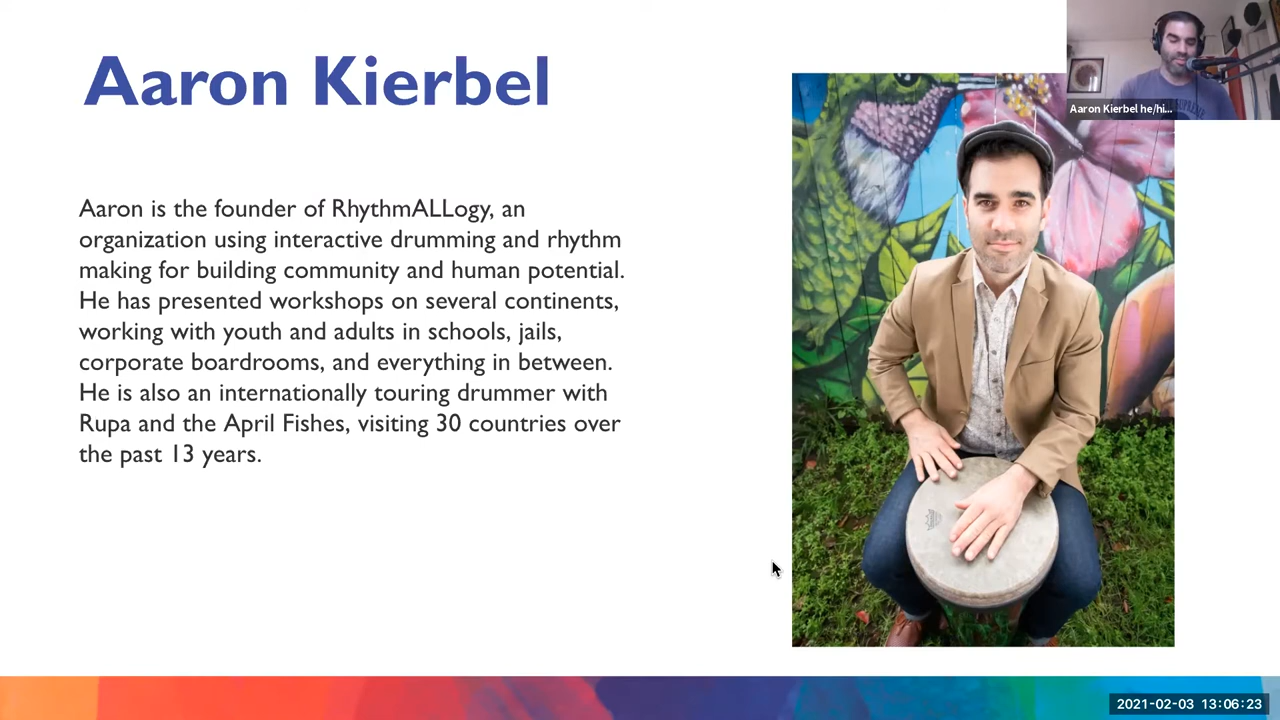 Aaron Kierbel
Aaron Kierbel he/hi...
Aaron is the founder of RhythmALLogy, an
organization using interactive drumming and rhythm
making for building community and human potential.
He has presented workshops on several continents,
working with youth and adults in schools, jails,
corporate boardrooms, and everything in between.
He is also an internationally touring drummer with
Rupa and the April Fishes, visiting 30 countries over
the past 13 years.
2021-02-03 13:06:23